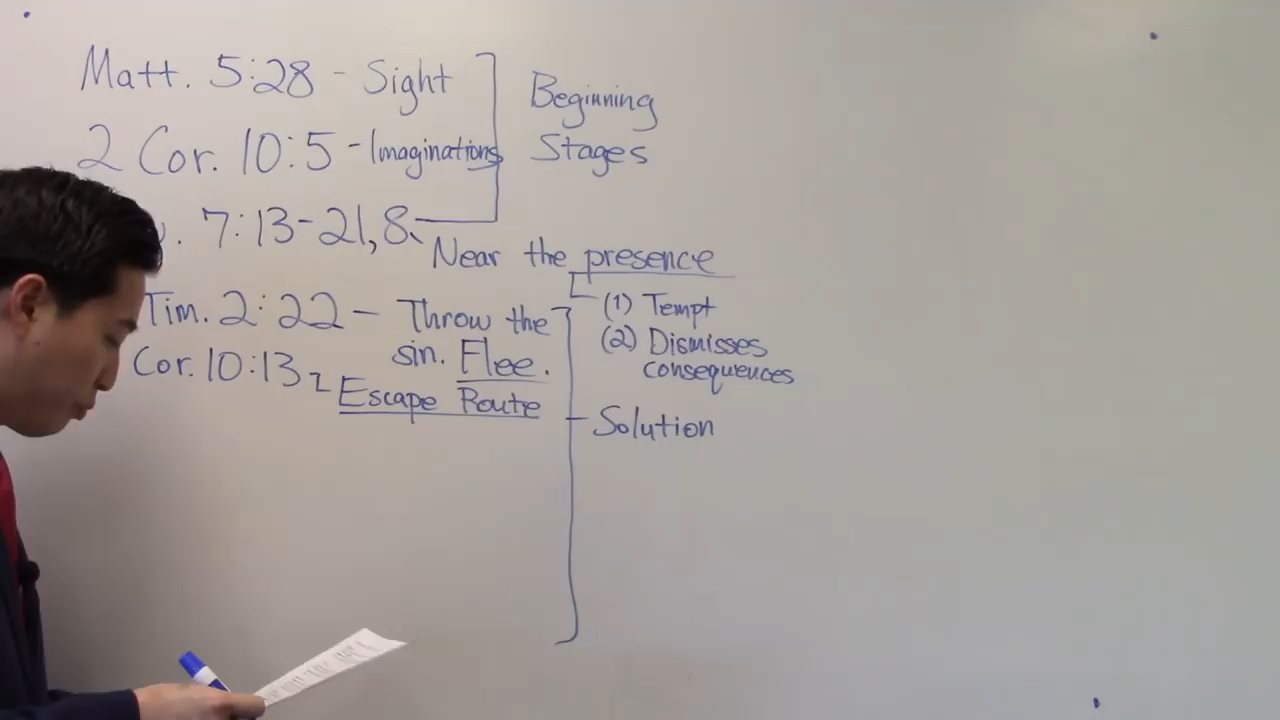 Matt. 5:28 - Sight
2 Cor. 10:5 - Imaginations
Beginning
Stages
7:13-21, 8
Near the presence
(1) Tempt
(2) Dismisses
consequences
Tim. 2:22 - Throw the
sin. Flee.
Cor. 10:13
Escape Route
Solution